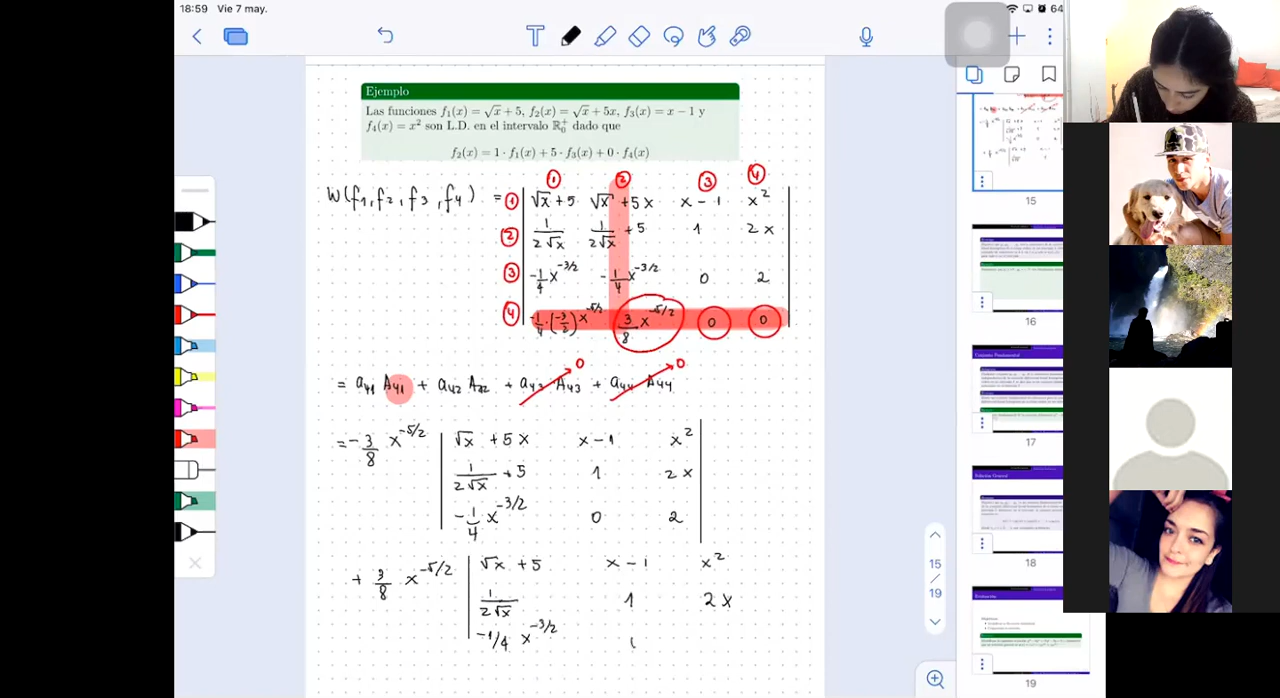 18:59 Vie 7 may.
64
Ejemplo
Las funciones f₁(x) = √x + 5, f₂(x) = √x + 5x, f₃(x) = x − 1 y
f₄(x) = x² son L.D. en el intervalo ℝ₀⁺ dado que
f₂(x) = 1 · f₁(x) + 5 · f₃(x) + 0 · f₄(x)
① ② ③ ④
W(f₁, f₂, f₃, f₄) = ① | √x + 5 √x + 5x x − 1 x² |
② | 1/(2√x) 1/(2√x) + 5 1 2x |
③ | −1/4 x^(−3/2) −1/4 x^(−3/2) 0 2 |
④ | −1/4 · (−3/2) x^(−5/2) 3/8 x^(−5/2) 0 0 |
0 0
= a₄₁ A₄₁ + a₄₂ A₂₂ + a₄₃ A₄₃ + a₄₄ A₄₄
= −3/8 x^(−5/2) | √x + 5x x − 1 x² |
| 1/(2√x) + 5 1 2x |
| −1/4 x^(−3/2) 0 2 |
+ 3/8 x^(−5/2) | √x + 5 x − 1 x²
| 1/(2√x) 1 2x
| −1/4 x^(−3/2)
15
/
19
15
16
17
18
19